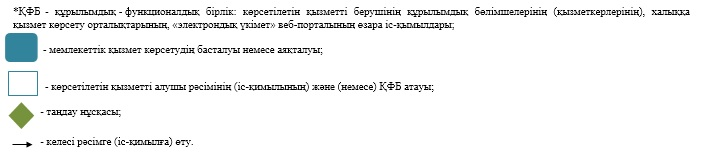 *ҚФБ - құрылымдық - функционалдық бірлік: көрсетілетін қызметті берушінің құрылымдық бөлімшелерінің (қызметкерлерінің), халыққа
қызмет көрсету орталықтарының, «электрондық үкімет» веб-порталының өзара іс-қымылдары;
- мемлекеттік қызмет көрсетудің басталуы немесе аяқталуы;
- көрсетілетін қызметті алушы рәсімінің (іс-қимылының) және (немесе) ҚФБ атауы;
- таңдау нұсқасы;
- келесі рәсімге (іс-қимылға) өту.